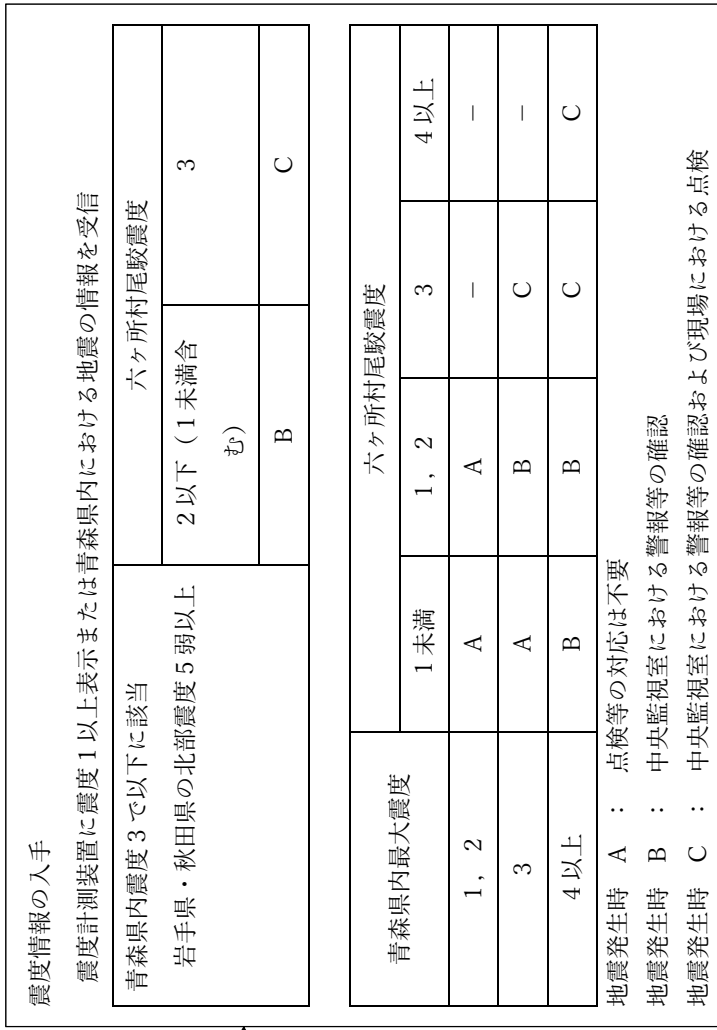 震度情報の入手
震度計測装置に震度1以上表示または青森県内における地震の情報を受信
青森県内震度3で以下に該当
岩手県・秋田県の北部震度5弱以上
六ヶ所村尾駮震度
2以下（1未満含
む）
3
B
C
青森県内最大震度
六ヶ所村尾駮震度
1未満
1，2
3
4以上
1，2
A
A
－
－
3
A
B
C
－
4以上
B
B
C
C
地震発生時 A ： 点検等の対応は不要
地震発生時 B ： 中央監視室における警報等の確認
地震発生時 C ： 中央監視室における警報等の確認および現場における点検